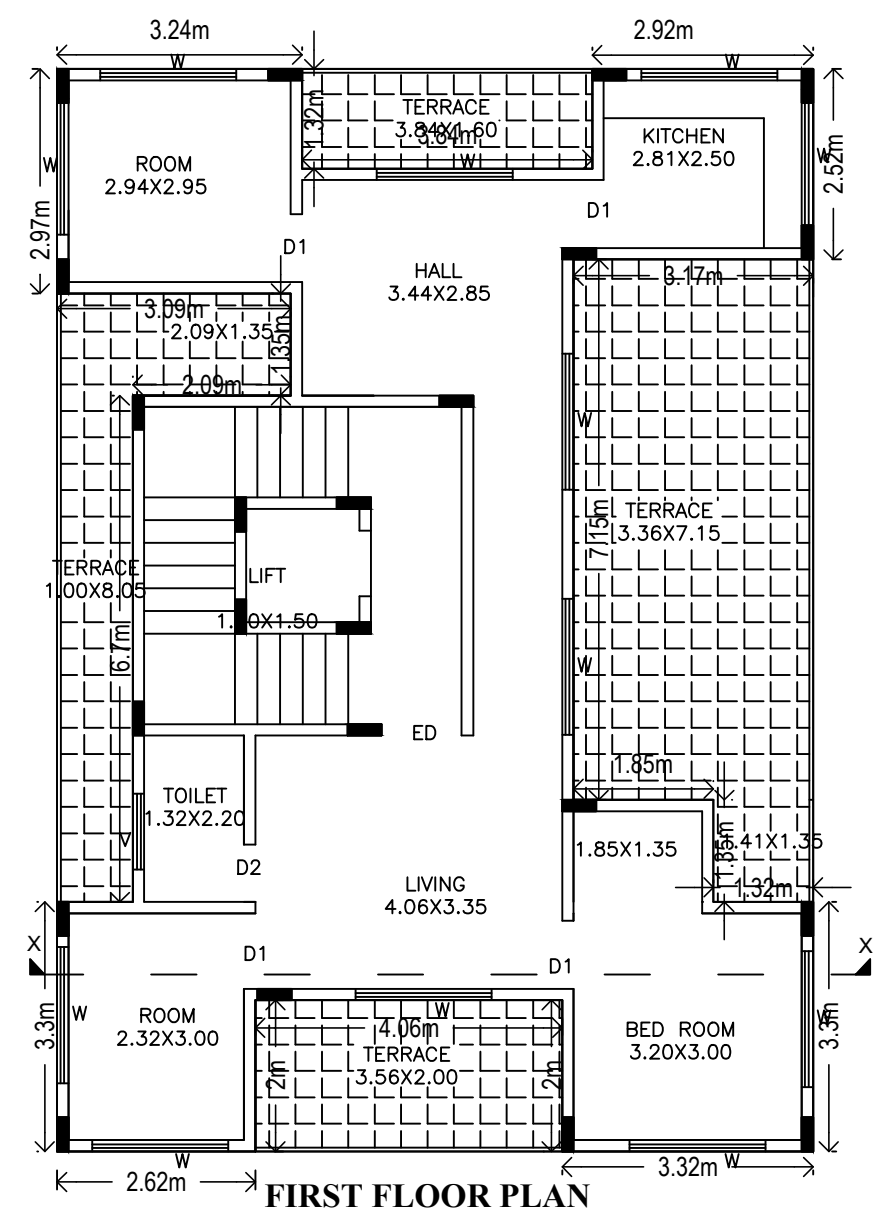 3.24m
2.92m
W
W
TERRACE
3.84X1.60
3.84m
1.32m
W
KITCHEN
2.81X2.50
W
2.52m
ROOM
2.94X2.95
W
2.97m
D1
D1
HALL
3.44X2.85
3.17m
3.09m
2.09X1.35
1.35m
2.09m
W
TERRACE
3.36X7.15
7.15m
TERRACE
1.00X8.05
LIFT
6.7m
W
ED
1.85m
TOILET
1.32X2.20
V
1.85X1.35
1.35m
1.32m
D2
LIVING
4.06X3.35
X
X
D1
D1
W
ROOM
2.32X3.00
3.3m
W
4.06m
TERRACE
3.56X2.00
2m
2m
BED ROOM
3.20X3.00
W
3.3m
W
W
2.62m
3.32m
FIRST FLOOR PLAN